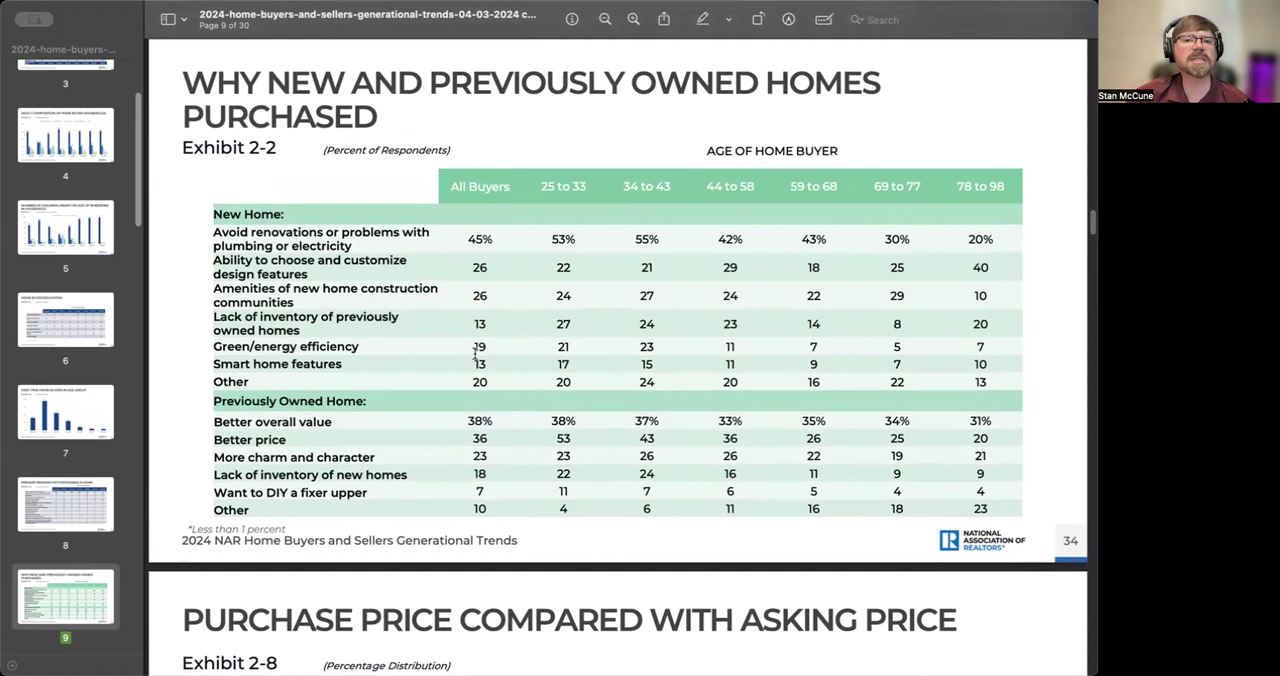 2024-home-buyers-and-sellers-generational-trends-04-03-2024 c...
Page 9 of 30
Search
2024-home-buyers-...
3
4
5
6
7
8
9
Stan McCune
WHY NEW AND PREVIOUSLY OWNED HOMES
PURCHASED
Exhibit 2-2 (Percent of Respondents) AGE OF HOME BUYER
All Buyers 25 to 33 34 to 43 44 to 58 59 to 68 69 to 77 78 to 98
New Home:
Avoid renovations or problems with
plumbing or electricity 45% 53% 55% 42% 43% 30% 20%
Ability to choose and customize
design features 26 22 21 29 18 25 40
Amenities of new home construction
communities 26 24 27 24 22 29 10
Lack of inventory of previously
owned homes 13 27 24 23 14 8 20
Green/energy efficiency 19 21 23 11 7 5 7
Smart home features 13 17 15 11 9 7 10
Other 20 20 24 20 16 22 13
Previously Owned Home:
Better overall value 38% 38% 37% 33% 35% 34% 31%
Better price 36 53 43 36 26 25 20
More charm and character 23 23 26 26 22 19 21
Lack of inventory of new homes 18 22 24 16 11 9 9
Want to DIY a fixer upper 7 11 7 6 5 4 4
Other 10 4 6 11 16 18 23
*Less than 1 percent
2024 NAR Home Buyers and Sellers Generational Trends
NATIONAL
ASSOCIATION OF
REALTORS®
34
PURCHASE PRICE COMPARED WITH ASKING PRICE
Exhibit 2-8 (Percentage Distribution)